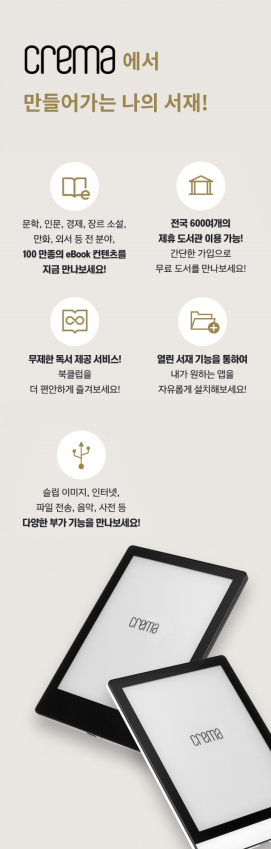 crema 에서
만들어가는 나의 서재!
e
문학, 인문, 경제, 장르 소설,
만화, 외서 등 전 분야,
100 만종의 eBook 컨텐츠를
지금 만나보세요!
전국 600여개의
제휴 도서관 이용 가능!
간단한 가입으로
무료 도서를 만나보세요!
무제한 독서 제공 서비스!
북클럽을
더 편안하게 즐겨보세요!
열린 서재 기능을 통하여
내가 원하는 앱을
자유롭게 설치해보세요!
슬립 이미지, 인터넷,
파일 전송, 음악, 사전 등
다양한 부가 기능을 만나보세요!
crema
crema